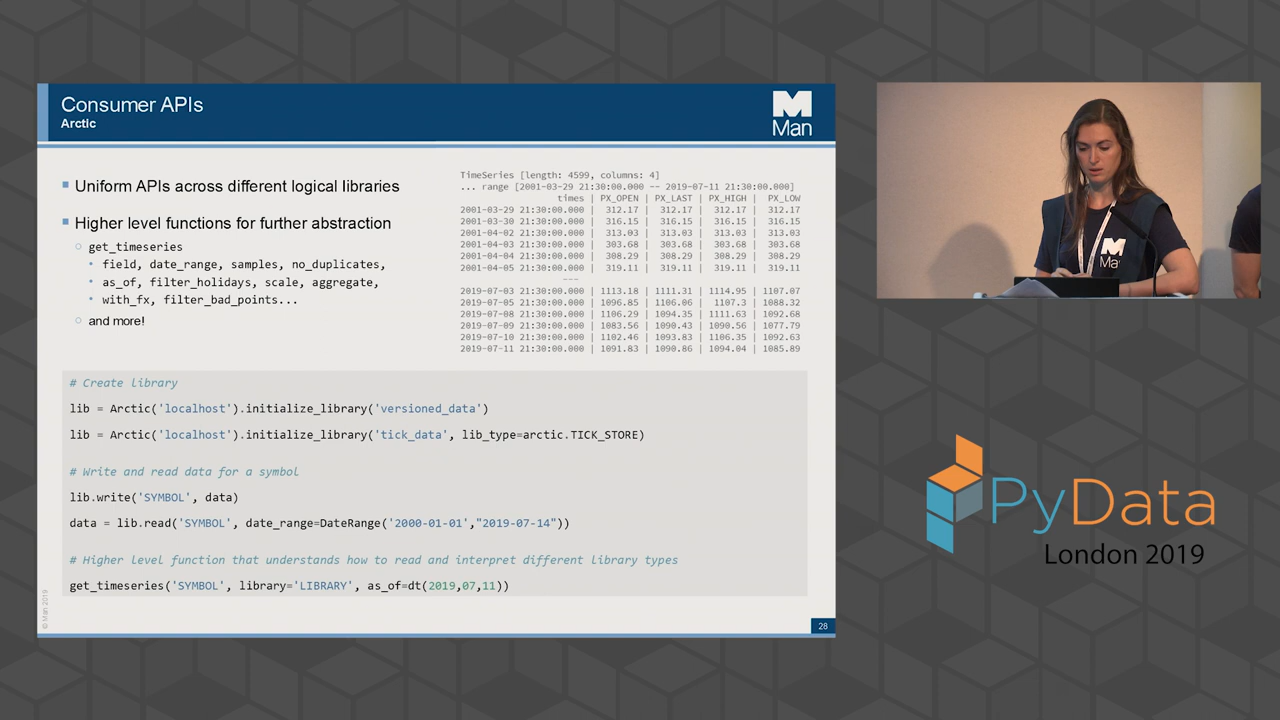 Consumer APIs
Arctic
Man
Uniform APIs across different logical libraries
Higher level functions for further abstraction
get_timeseries
field, date_range, samples, no_duplicates,
as_of, filter_holidays, scale, aggregate,
with_fx, filter_bad_points...
and more!
TimeSeries [length: 4599, columns: 4]
... range [2001-03-29 21:30:00.000 -- 2019-07-11 21:30:00.000]
times | PX_OPEN | PX_LAST | PX_HIGH | PX_LOW
2001-03-29 21:30:00.000 | 312.17 | 312.17 | 312.17 | 312.17
2001-03-30 21:30:00.000 | 316.15 | 316.15 | 316.15 | 316.15
2001-04-02 21:30:00.000 | 313.03 | 313.03 | 313.03 | 313.03
2001-04-03 21:30:00.000 | 303.68 | 303.68 | 303.68 | 303.68
2001-04-04 21:30:00.000 | 308.29 | 308.29 | 308.29 | 308.29
2001-04-05 21:30:00.000 | 319.11 | 319.11 | 319.11 | 319.11
---
2019-07-03 21:30:00.000 | 1113.18 | 1111.31 | 1114.95 | 1107.07
2019-07-05 21:30:00.000 | 1096.85 | 1106.06 | 1107.3 | 1088.32
2019-07-08 21:30:00.000 | 1106.29 | 1094.35 | 1111.63 | 1092.68
2019-07-09 21:30:00.000 | 1083.56 | 1090.43 | 1090.56 | 1077.79
2019-07-10 21:30:00.000 | 1102.46 | 1093.83 | 1106.35 | 1092.63
2019-07-11 21:30:00.000 | 1091.83 | 1090.86 | 1094.04 | 1085.89
# Create library
lib = Arctic('localhost').initialize_library('versioned_data')
lib = Arctic('localhost').initialize_library('tick_data', lib_type=arctic.TICK_STORE)
# Write and read data for a symbol
lib.write('SYMBOL', data)
data = lib.read('SYMBOL', date_range=DateRange('2000-01-01',"2019-07-14"))
# Higher level function that understands how to read and interpret different library types
get_timeseries('SYMBOL', library='LIBRARY', as_of=dt(2019,07,11))
© Man 2019
28
Ma
PyData
London 2019